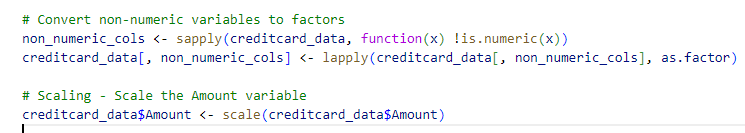 # Convert non-numeric variables to factors
non_numeric_cols <- sapply(creditcard_data, function(x) !is.numeric(x))
creditcard_data[, non_numeric_cols] <- lapply(creditcard_data[, non_numeric_cols], as.factor)
# Scaling - Scale the Amount variable
creditcard_data$Amount <- scale(creditcard_data$Amount)